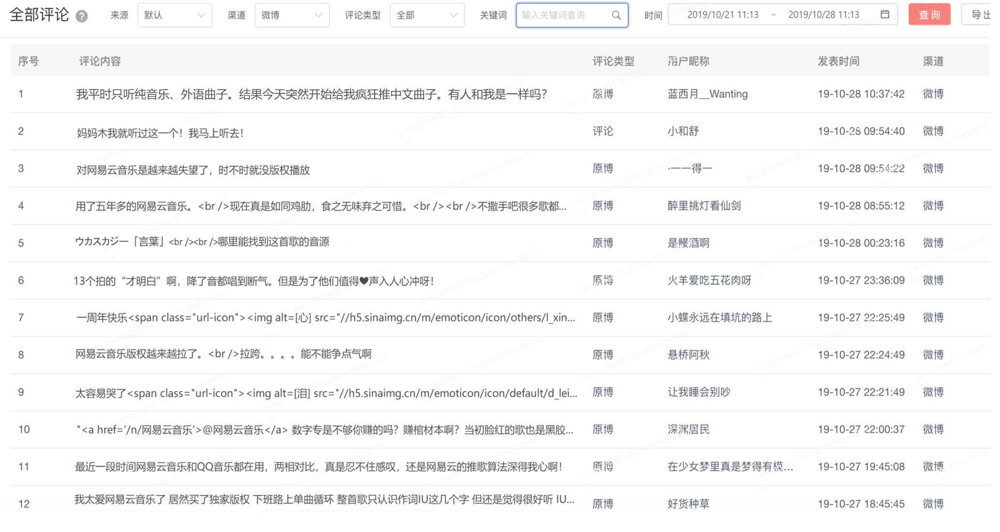 全部评论 ? 来源 默认 渠道 微博 评论类型 全部 关键词 输入关键词查询 时间 2019/10/21 11:13 ~ 2019/10/28 11:13 查询 导出
序号 评论内容 评论类型 用户昵称 发表时间 渠道
1 我平时只听纯音乐、外语曲子。结果今天突然开始给我疯狂推中文曲子。有人和我是一样吗？ 原博 蓝西月__Wanting 19-10-28 10:37:42 微博
2 妈妈木我就听过这一个！我马上听去！ 评论 小和舒 19-10-28 09:54:40 微博
3 对网易云音乐是越来越失望了，时不时就没版权播放 原博 ·一一得一 19-10-28 09:54:22 微博
4 用了五年多的网易云音乐。<br />现在真是如同鸡肋，食之无味弃之可惜。<br /><br />不撒手吧很多歌都... 原博 醉里挑灯看仙剑 19-10-28 08:55:12 微博
5 ウカスカジー「言葉」<br /><br />哪里能找到这首歌的音源 原博 是鳗酒啊 19-10-28 00:23:16 微博
6 13个拍的“才明白”啊，降了音都唱到断气。但是为了他们值得♥声入人心冲呀！ 原博 火羊爱吃五花肉呀 19-10-27 23:36:09 微博
7 一周年快乐<span class="url-icon"><img alt=[心] src="//h5.sinaimg.cn/m/emoticon/icon/others/l_xin... 原博 小蝶永远在填坑的路上 19-10-27 22:25:49 微博
8 网易云音乐版权越来越拉了。<br />拉跨。。。。能不能争点气啊 原博 悬桥阿秋 19-10-27 22:24:49 微博
9 太容易哭了<span class="url-icon"><img alt=[泪] src="//h5.sinaimg.cn/m/emoticon/icon/default/d_lei... 原博 让我睡会别吵 19-10-27 22:21:49 微博
10 "<a href='/n/网易云音乐'>@网易云音乐</a> 数字专是不够你赚的吗？赚棺材本啊？当初脸红的歌也是黑胶... 原博 深渊居民 19-10-27 22:00:37 微博
11 最近一段时间网易云音乐和QQ音乐都在用，两相对比，真是忍不住感叹，还是网易云的推歌算法深得我心啊！ 原博 在少女梦里真是梦得有模... 19-10-27 19:45:08 微博
12 我太爱网易云音乐了 居然买了独家版权 下班路上单曲循环 整首歌只认识作词IU这几个字 但还是觉得很好听 IU... 原博 好货种草 19-10-27 18:45:45 微博
jiangchao01@corp.netease.com